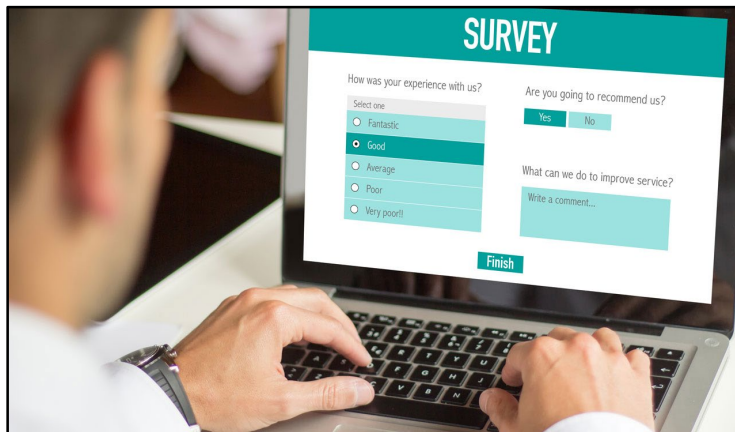 SURVEY
How was your experience with us?
Select one
Fantastic
Good
Average
Poor
Very poor!!
Are you going to recommend us?
Yes No
What can we do to improve service?
Write a comment...
Finish
E R T Y U
C V B N